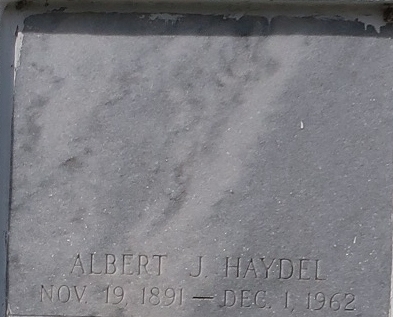 ALBERT J. HAYDEL
NOV. 19, 1891 — DEC. 1, 1962